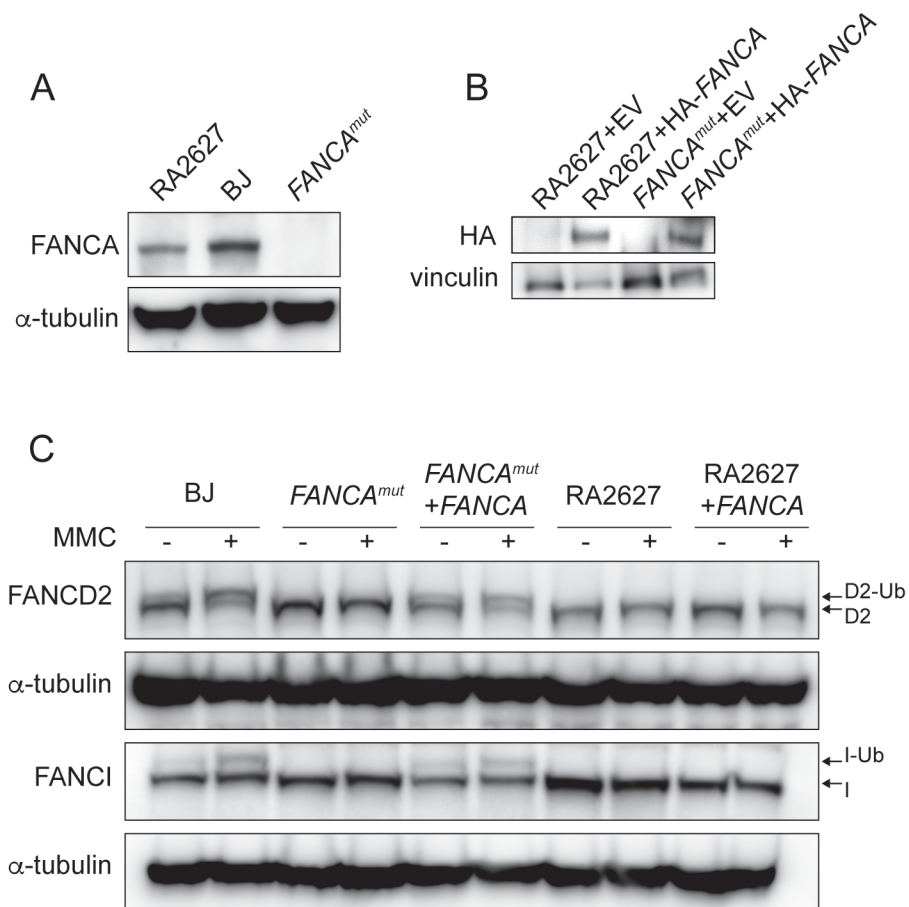 A
RA2627
BJ
FANCAmut
FANCA
α-tubulin
B
RA2627+EV
RA2627+HA-FANCA
FANCAmut+EV
FANCAmut+HA-FANCA
HA
vinculin
C
BJ
FANCAmut
FANCAmut
+FANCA
RA2627
RA2627
+FANCA
MMC - + - + - + - + - +
FANCD2
D2-Ub
D2
α-tubulin
FANCI
I-Ub
I
α-tubulin